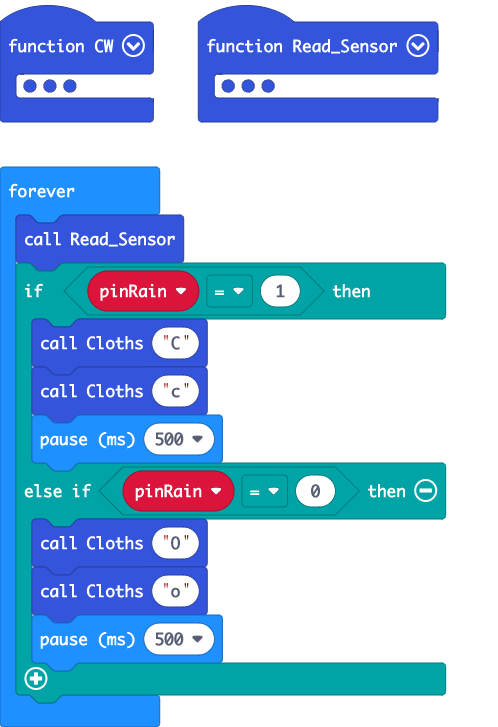 function CW
function Read_Sensor
forever
call Read_Sensor
if pinRain = 1 then
call Cloths "C"
call Cloths "c"
pause (ms) 500
else if pinRain = 0 then
call Cloths "O"
call Cloths "o"
pause (ms) 500